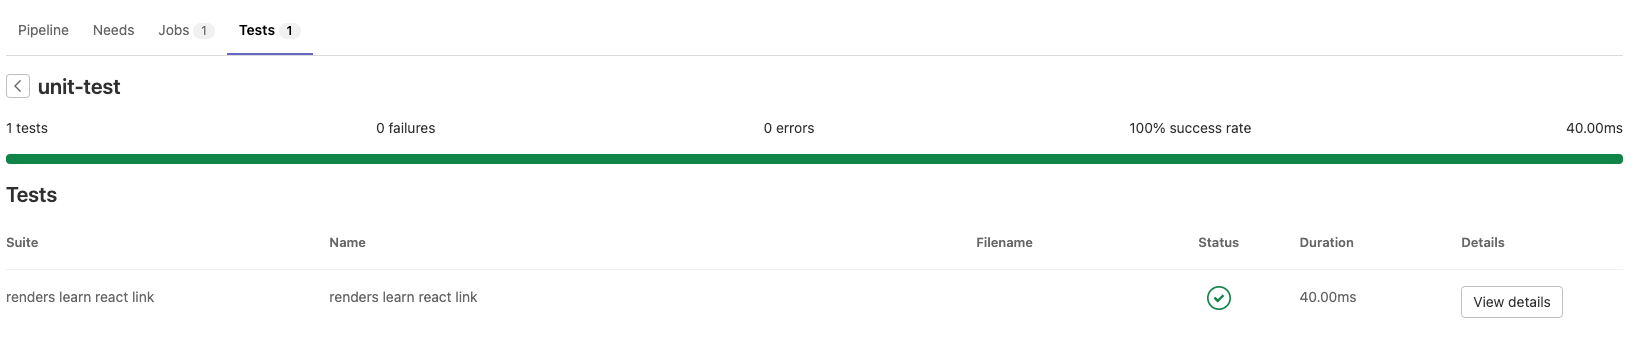 Pipeline Needs Jobs 1 Tests 1
unit-test
1 tests 0 failures 0 errors 100% success rate 40.00ms
Tests
Suite Name Filename Status Duration Details
renders learn react link renders learn react link 40.00ms View details